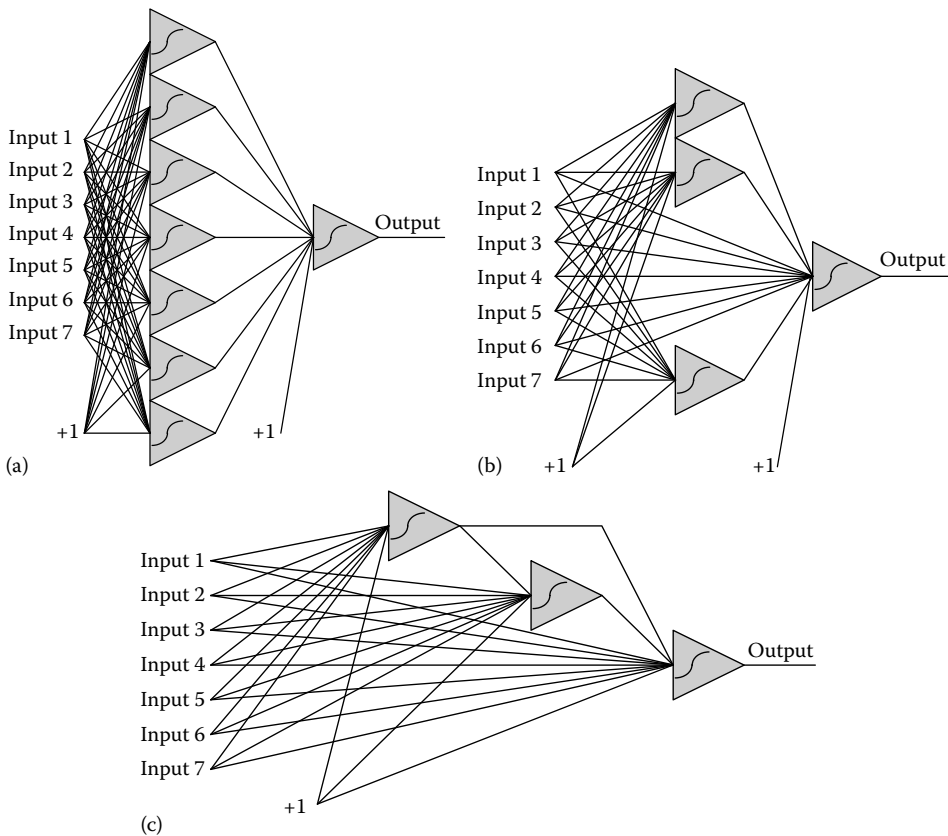 Input 1
Input 2
Input 3
Input 4
Input 5
Input 6
Input 7
+1
+1
Output
(a)
Input 1
Input 2
Input 3
Input 4
Input 5
Input 6
Input 7
+1
+1
Output
(b)
Input 1
Input 2
Input 3
Input 4
Input 5
Input 6
Input 7
+1
Output
(c)